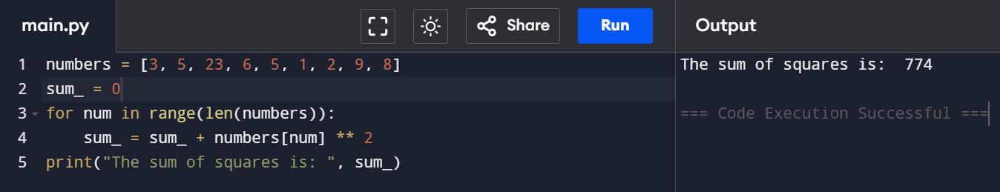 main.py
Share
Run
Output
1 numbers = [3, 5, 23, 6, 5, 1, 2, 9, 8]
2 sum_ = 0
3 for num in range(len(numbers)):
4     sum_ = sum_ + numbers[num] ** 2
5 print("The sum of squares is: ", sum_)
The sum of squares is:  774
=== Code Execution Successful ===